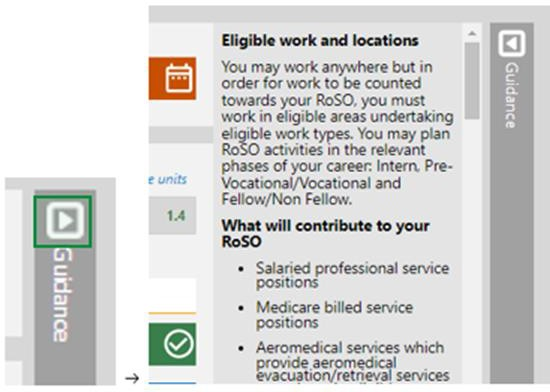 Guidance
→
e units
1.4
Eligible work and locations
You may work anywhere but in
order for work to be counted
towards your RoSO, you must
work in eligible areas undertaking
eligible work types. You may plan
RoSO activities in the relevant
phases of your career: Intern, Pre-
Vocational/Vocational and
Fellow/Non Fellow.
What will contribute to your
RoSO
• Salaried professional service
positions
• Medicare billed service
positions
• Aeromedical services which
provide aeromedical
evacuation/retrieval services
Guidance